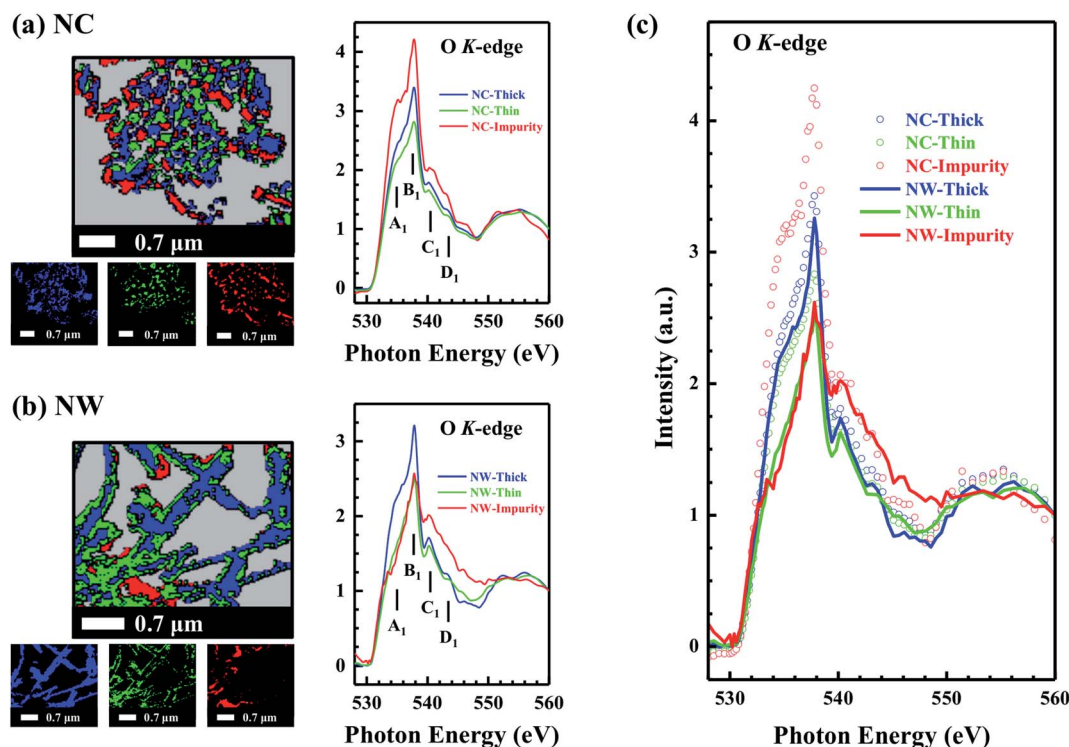 (a) NC
0.7 µm
0.7 µm
0.7 µm
0.7 µm
O K-edge
NC-Thick
NC-Thin
NC-Impurity
A1
B1
C1
D1
4
3
2
1
0
530 540 550 560
Photon Energy (eV)
(b) NW
0.7 µm
0.7 µm
0.7 µm
0.7 µm
O K-edge
NW-Thick
NW-Thin
NW-Impurity
A1
B1
C1
D1
3
2
1
0
530 540 550 560
Photon Energy (eV)
(c)
O K-edge
NC-Thick
NC-Thin
NC-Impurity
NW-Thick
NW-Thin
NW-Impurity
Intensity (a.u.)
4
3
2
1
0
530 540 550 560
Photon Energy (eV)